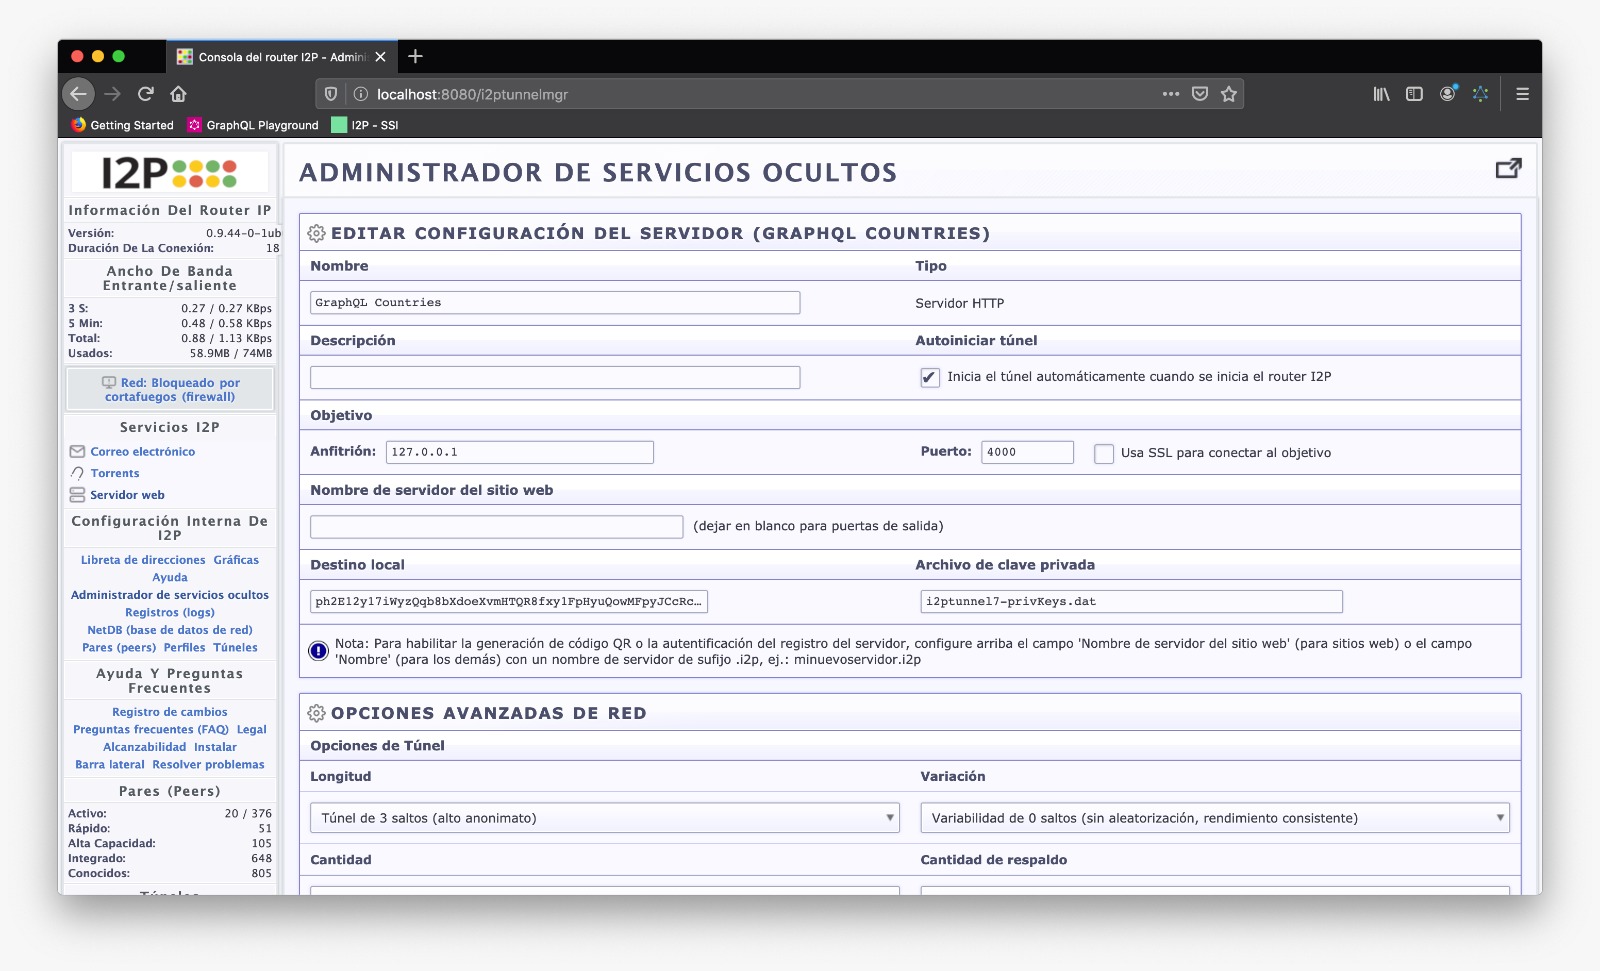 Consola del router I2P - Admini
localhost:8080/i2ptunnelmgr
Getting Started
GraphQL Playground
I2P - SSI
I2P
Información Del Router IP
Versión: 0.9.44-0-1ub
Duración De La Conexión: 18
Ancho De Banda
Entrante/saliente
3 S: 0.27 / 0.27 KBps
5 Min: 0.48 / 0.58 KBps
Total: 0.88 / 1.13 KBps
Usados: 58.9MB / 74MB
Red: Bloqueado por
cortafuegos (firewall)
Servicios I2P
Correo electrónico
Torrents
Servidor web
Configuración Interna De
I2P
Libreta de direcciones Gráficas
Ayuda
Administrador de servicios ocultos
Registros (logs)
NetDB (base de datos de red)
Pares (peers) Perfiles Túneles
Ayuda Y Preguntas
Frecuentes
Registro de cambios
Preguntas frecuentes (FAQ) Legal
Alcanzabilidad Instalar
Barra lateral Resolver problemas
Pares (Peers)
Activo: 20 / 376
Rápido: 51
Alta Capacidad: 105
Integrado: 648
Conocidos: 805
Túneles
ADMINISTRADOR DE SERVICIOS OCULTOS
EDITAR CONFIGURACIÓN DEL SERVIDOR (GRAPHQL COUNTRIES)
Nombre Tipo
GraphQL Countries Servidor HTTP
Descripción Autoiniciar túnel
Inicia el túnel automáticamente cuando se inicia el router I2P
Objetivo
Anfitrión: 127.0.0.1 Puerto: 4000 Usa SSL para conectar al objetivo
Nombre de servidor del sitio web
(dejar en blanco para puertas de salida)
Destino local Archivo de clave privada
ph2E12y17iWyzQqb8bXdoeXvmHTQR8fxy1FpHyuQowMFpyJCcRc… i2ptunnel7-privKeys.dat
Nota: Para habilitar la generación de código QR o la autentificación del registro del servidor, configure arriba el campo 'Nombre de servidor del sitio web' (para sitios web) o el campo
'Nombre' (para los demás) con un nombre de servidor de sufijo .i2p, ej.: minuevoservidor.i2p
OPCIONES AVANZADAS DE RED
Opciones de Túnel
Longitud Variación
Túnel de 3 saltos (alto anonimato) Variabilidad de 0 saltos (sin aleatorización, rendimiento consistente)
Cantidad Cantidad de respaldo